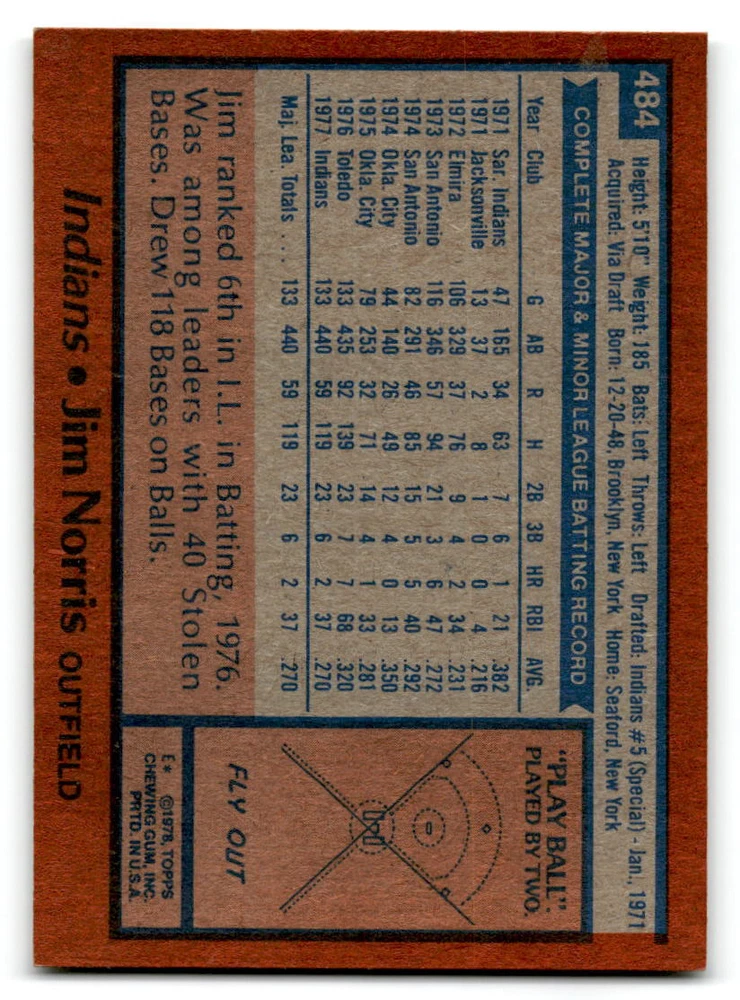 484
Height: 5'10" Weight: 185 Bats: Left Throws: Left Drafted: Indians #5 (Special) - Jan., 1971
Acquired: Via Draft Born: 12-20-48, Brooklyn, New York Home: Seaford, New York
COMPLETE MAJOR & MINOR LEAGUE BATTING RECORD
Year Club G AB R H 2B 3B HR RBI AVG.
1971 Sar. Indians 47 165 34 63 7 6 1 21 .382
1971 Jacksonville 13 37 2 8 1 0 0 4 .216
1972 Elmira 106 329 37 76 9 4 2 34 .231
1973 San Antonio 116 346 57 94 21 3 6 47 .272
1974 San Antonio 82 291 46 85 15 5 5 40 .292
1974 Okla. City 44 140 26 49 12 4 0 13 .350
1975 Okla. City 79 253 32 71 14 4 1 33 .281
1976 Toledo 133 435 92 139 23 7 7 68 .320
1977 Indians 133 440 59 119 23 6 2 37 .270
Maj. Lea. Totals .... 133 440 59 119 23 6 2 37 .270
Jim ranked 6th in I.L. in Batting, 1976.
Was among leaders with 40 Stolen
Bases. Drew 118 Bases on Balls.
"PLAY BALL"
PLAYED BY TWO.
FLY OUT
E* ©1978, TOPPS
CHEWING GUM, INC.
PRTD. IN U.S.A.
Indians • Jim Norris OUTFIELD